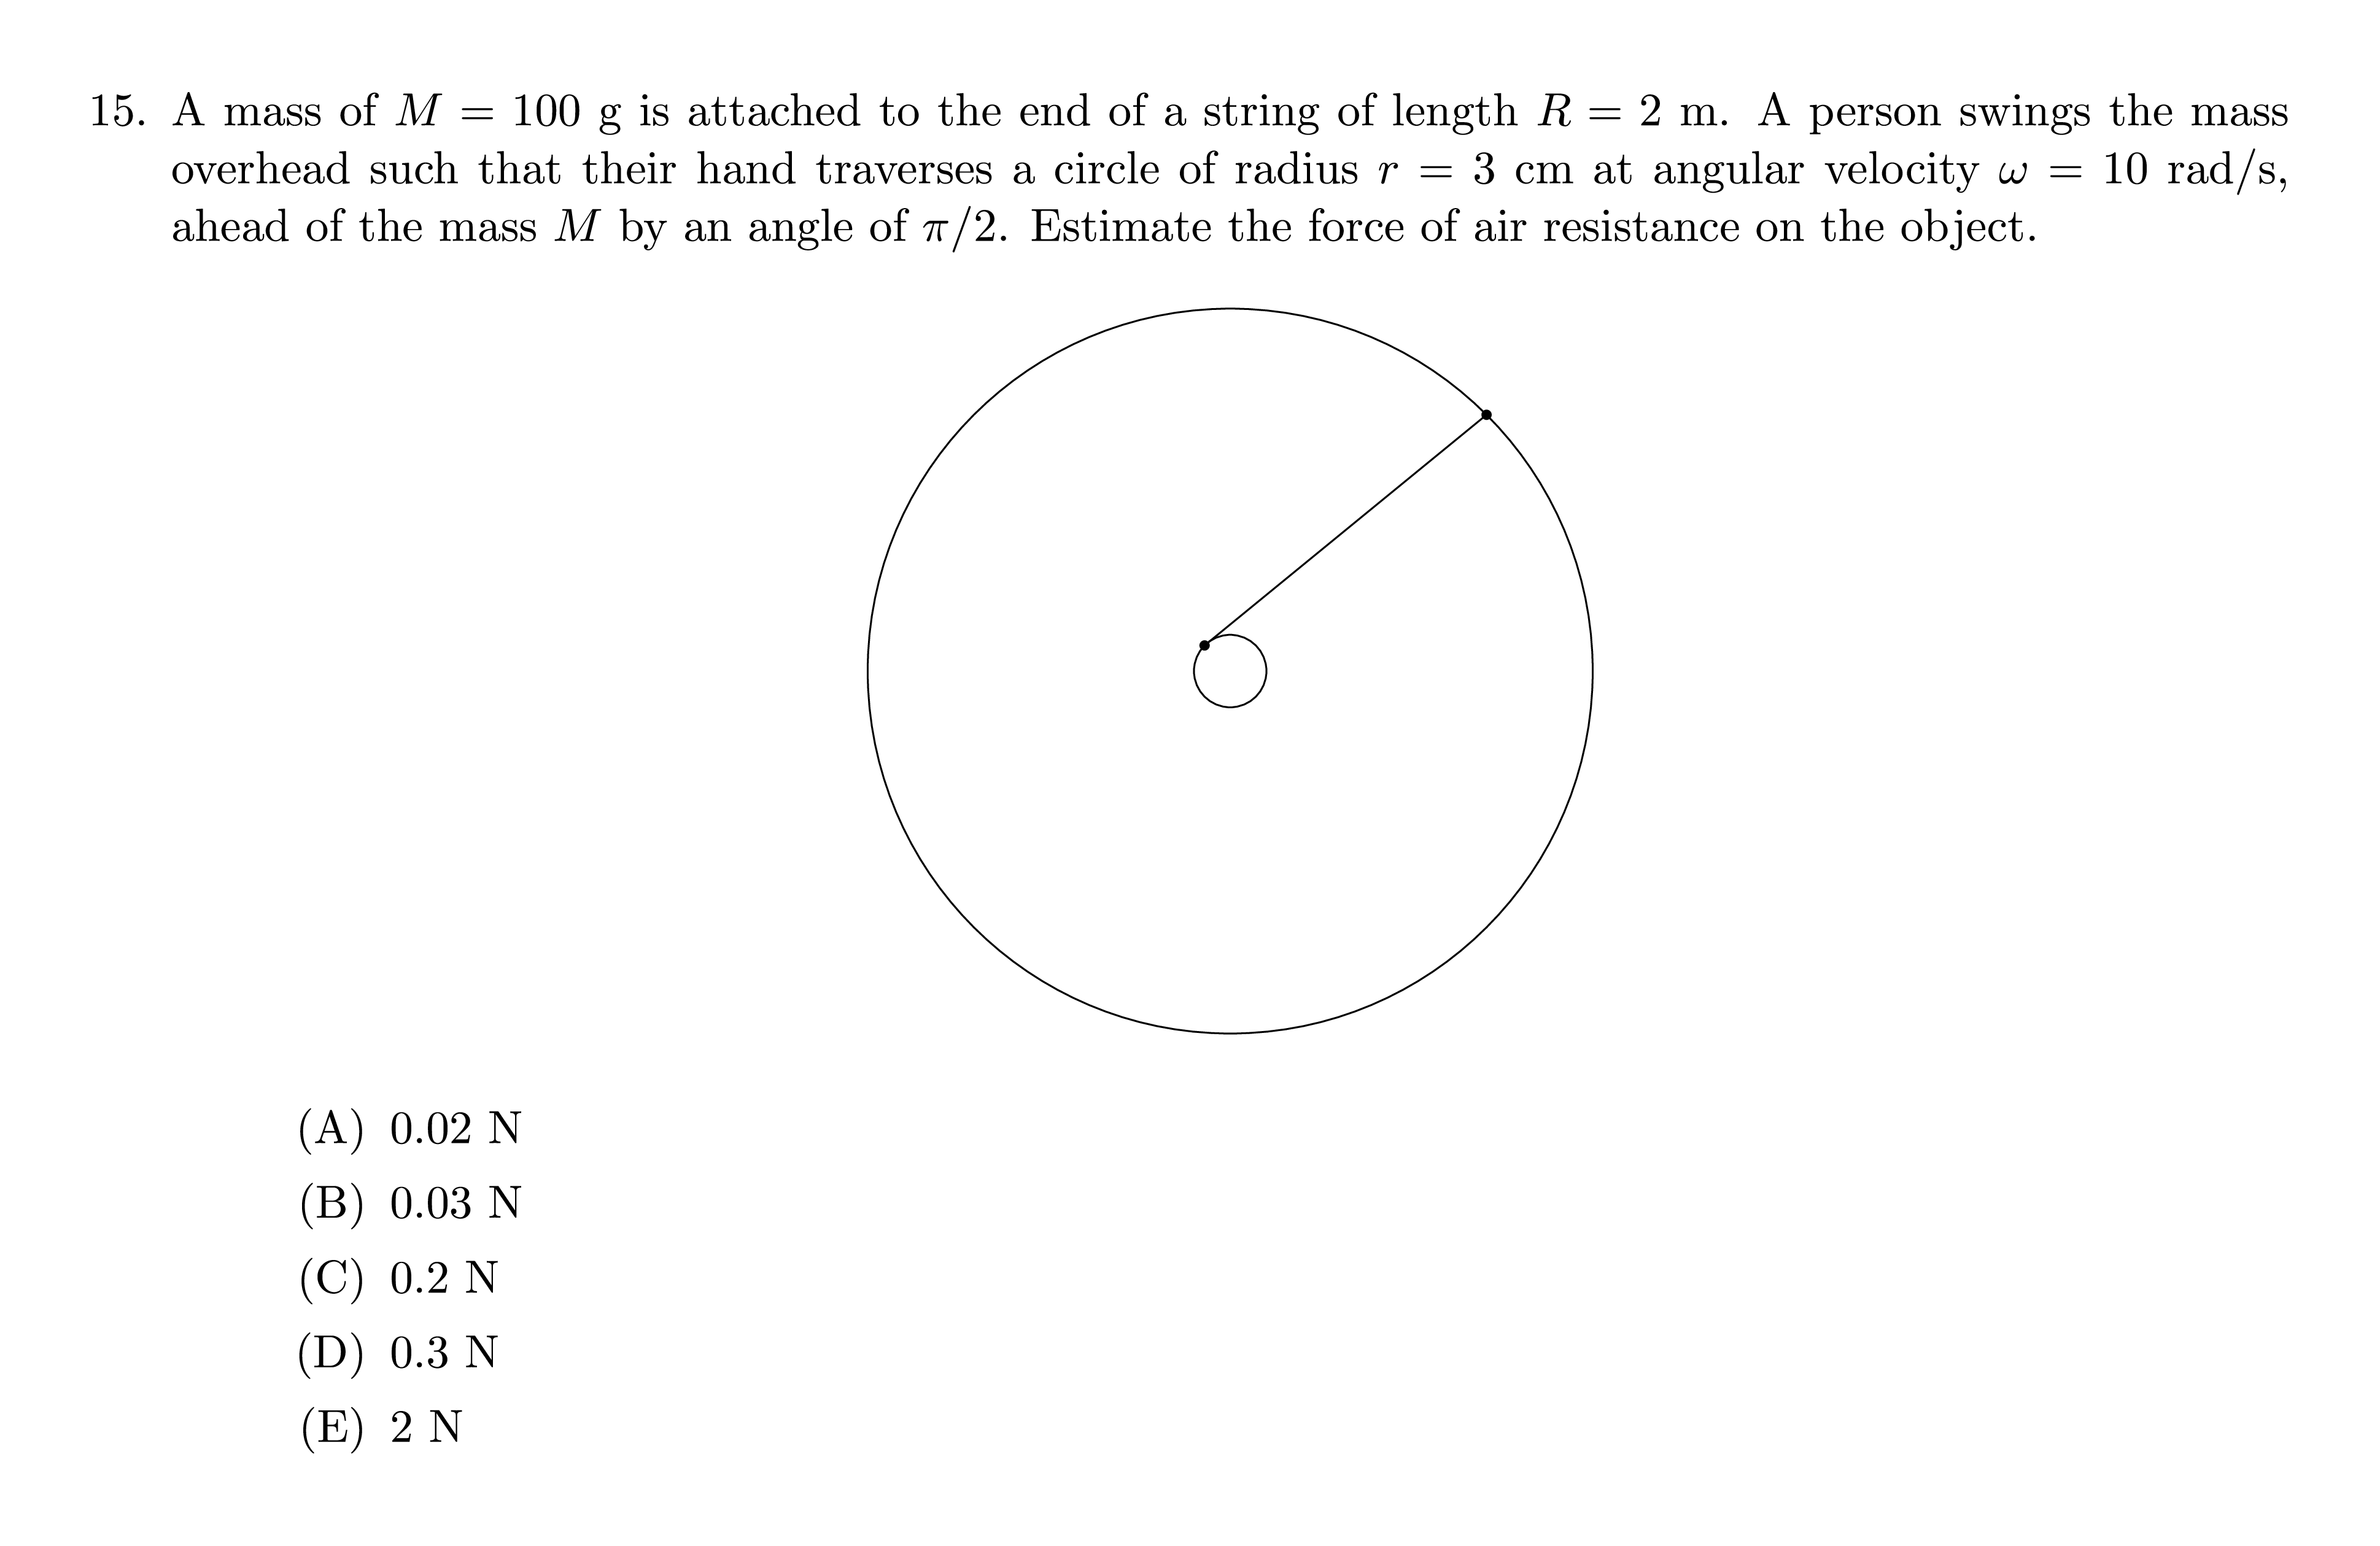 15. A mass of M = 100 g is attached to the end of a string of length R = 2 m. A person swings the mass
overhead such that their hand traverses a circle of radius r = 3 cm at angular velocity ω = 10 rad/s,
ahead of the mass M by an angle of π/2. Estimate the force of air resistance on the object.
(A) 0.02 N
(B) 0.03 N
(C) 0.2 N
(D) 0.3 N
(E) 2 N